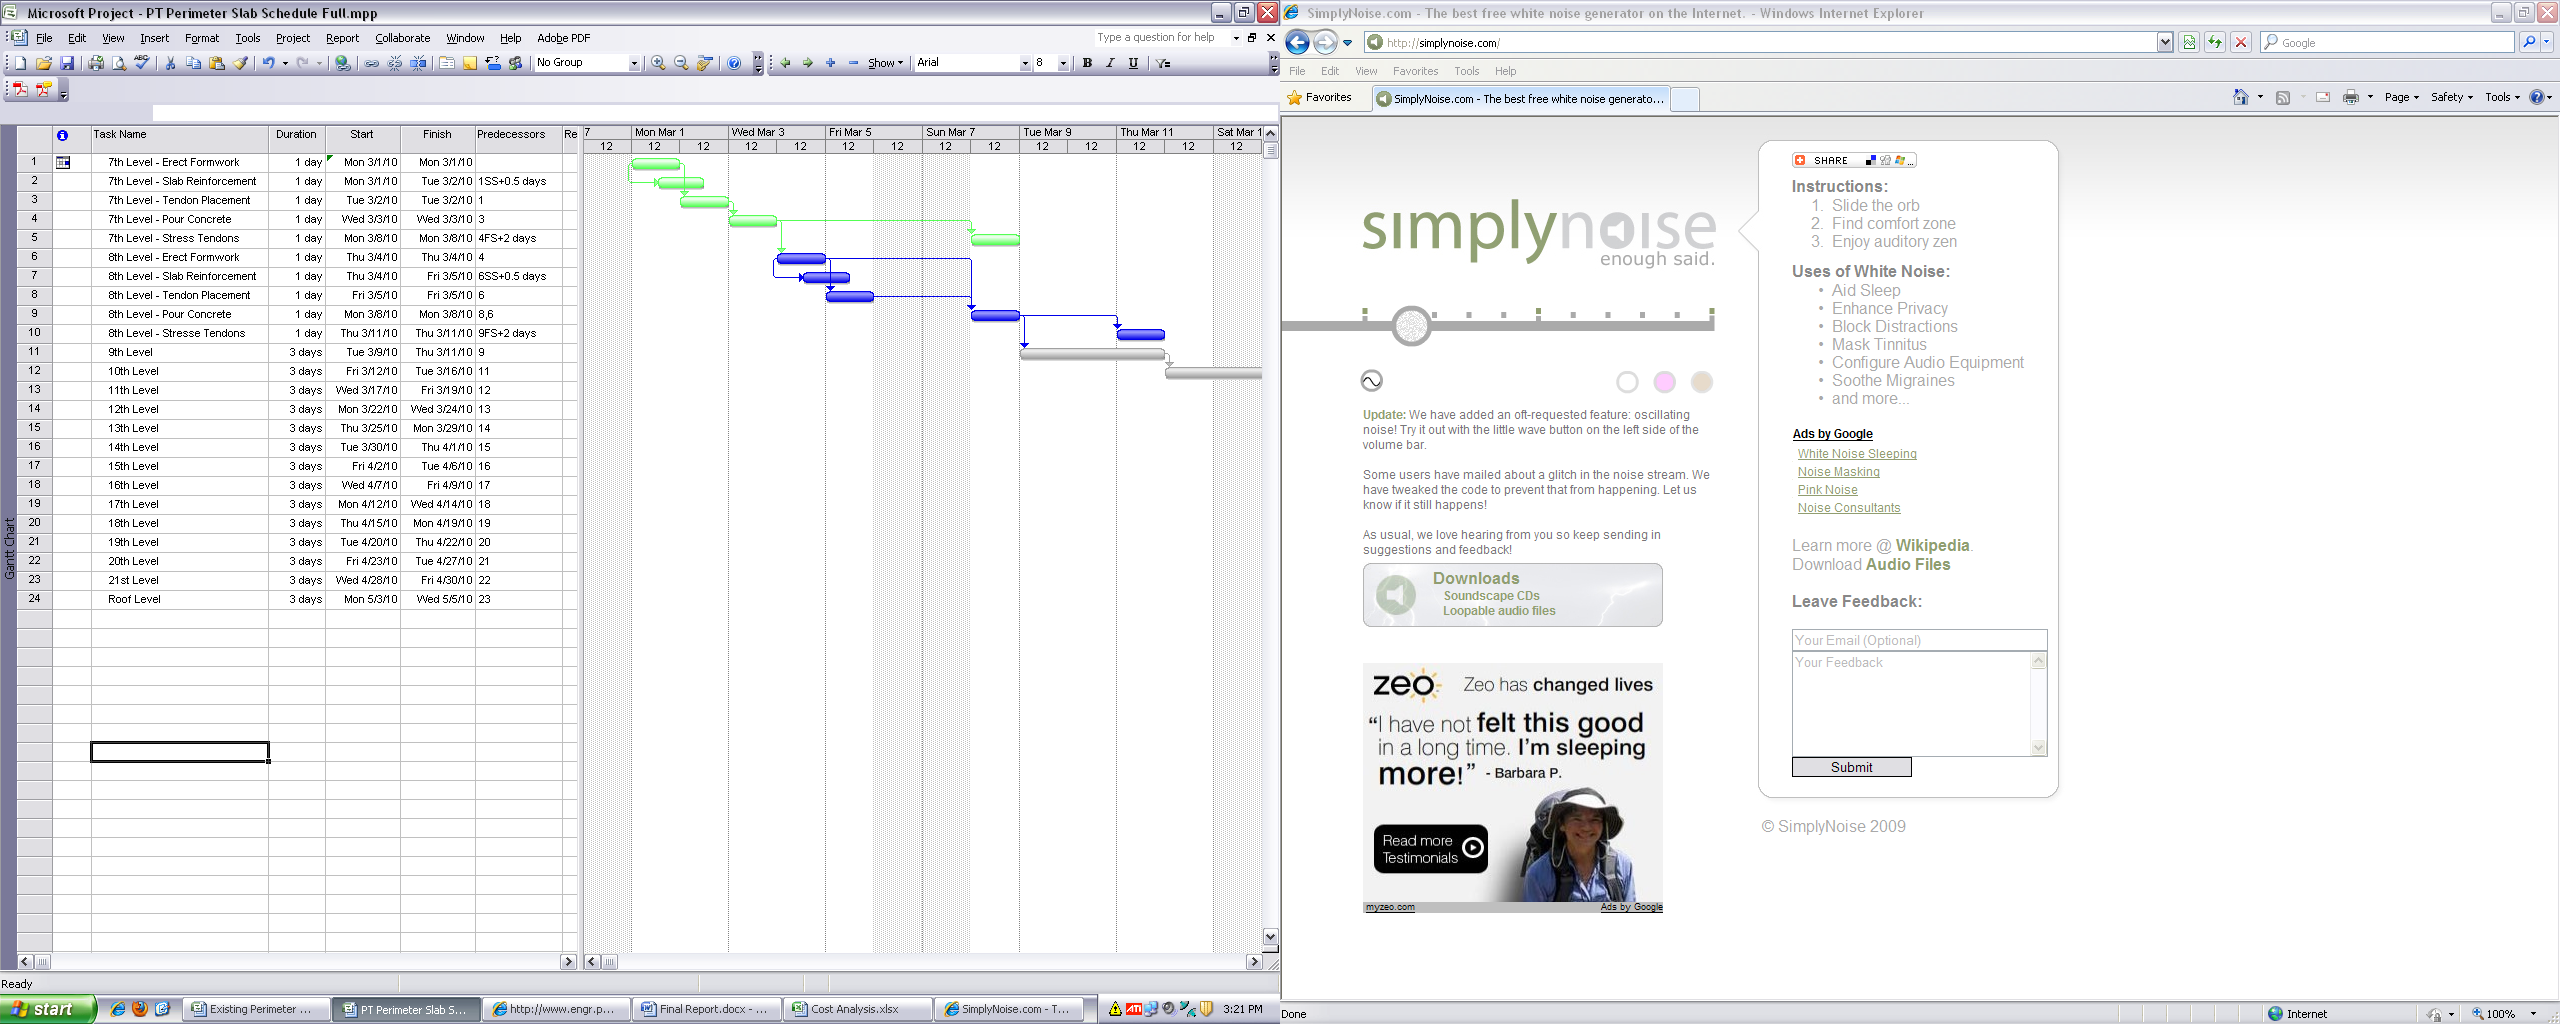 Microsoft Project - PT Perimeter Slab Schedule Full.mpp
File Edit View Insert Format Tools Project Report Collaborate Window Help Adobe PDF
Type a question for help
No Group
Show
Arial
8
B I U
Task Name Duration Start Finish Predecessors Re
7 Mon Mar 1 Wed Mar 3 Fri Mar 5 Sun Mar 7 Tue Mar 9 Thu Mar 11 Sat Mar 1
12 12 12 12 12 12 12 12 12 12 12 12 12 12
1 7th Level - Erect Formwork 1 day Mon 3/1/10 Mon 3/1/10
2 7th Level - Slab Reinforcement 1 day Mon 3/1/10 Tue 3/2/10 1SS+0.5 days
3 7th Level - Tendon Placement 1 day Tue 3/2/10 Tue 3/2/10 1
4 7th Level - Pour Concrete 1 day Wed 3/3/10 Wed 3/3/10 3
5 7th Level - Stress Tendons 1 day Mon 3/8/10 Mon 3/8/10 4FS+2 days
6 8th Level - Erect Formwork 1 day Thu 3/4/10 Thu 3/4/10 4
7 8th Level - Slab Reinforcement 1 day Thu 3/4/10 Fri 3/5/10 6SS+0.5 days
8 8th Level - Tendon Placement 1 day Fri 3/5/10 Fri 3/5/10 6
9 8th Level - Pour Concrete 1 day Mon 3/8/10 Mon 3/8/10 8,6
10 8th Level - Stresse Tendons 1 day Thu 3/11/10 Thu 3/11/10 9FS+2 days
11 9th Level 3 days Tue 3/9/10 Thu 3/11/10 9
12 10th Level 3 days Fri 3/12/10 Tue 3/16/10 11
13 11th Level 3 days Wed 3/17/10 Fri 3/19/10 12
14 12th Level 3 days Mon 3/22/10 Wed 3/24/10 13
15 13th Level 3 days Thu 3/25/10 Mon 3/29/10 14
16 14th Level 3 days Tue 3/30/10 Thu 4/1/10 15
17 15th Level 3 days Fri 4/2/10 Tue 4/6/10 16
18 16th Level 3 days Wed 4/7/10 Fri 4/9/10 17
19 17th Level 3 days Mon 4/12/10 Wed 4/14/10 18
20 18th Level 3 days Thu 4/15/10 Mon 4/19/10 19
21 19th Level 3 days Tue 4/20/10 Thu 4/22/10 20
22 20th Level 3 days Fri 4/23/10 Tue 4/27/10 21
23 21st Level 3 days Wed 4/28/10 Fri 4/30/10 22
24 Roof Level 3 days Mon 5/3/10 Wed 5/5/10 23
Gantt Chart
Ready
start
Existing Perimeter ...
PT Perimeter Slab S...
http://www.engr.p...
Final Report.docx - ...
Cost Analysis.xlsx
SimplyNoise.com - T...
3:21 PM
SimplyNoise.com - The best free white noise generator on the Internet. - Windows Internet Explorer
http://simplynoise.com/
Google
File Edit View Favorites Tools Help
Favorites
SimplyNoise.com - The best free white noise generato...
Page Safety Tools
simplynoise
enough said.
Update: We have added an oft-requested feature: oscillating
noise! Try it out with the little wave button on the left side of the
volume bar.
Some users have mailed about a glitch in the noise stream. We
have tweaked the code to prevent that from happening. Let us
know if it still happens!
As usual, we love hearing from you so keep sending in
suggestions and feedback!
Downloads
Soundscape CDs
Loopable audio files
zeo Zeo has changed lives
"I have not felt this good
in a long time. I'm sleeping
more!" - Barbara P.
Read more
Testimonials
myzeo.com Ads by Google
SHARE ...
Instructions:
1. Slide the orb
2. Find comfort zone
3. Enjoy auditory zen
Uses of White Noise:
• Aid Sleep
• Enhance Privacy
• Block Distractions
• Mask Tinnitus
• Configure Audio Equipment
• Soothe Migraines
• and more...
Ads by Google
White Noise Sleeping
Noise Masking
Pink Noise
Noise Consultants
Learn more @ Wikipedia.
Download Audio Files
Leave Feedback:
Your Email (Optional)
Your Feedback
Submit
© SimplyNoise 2009
Done
Internet
100%